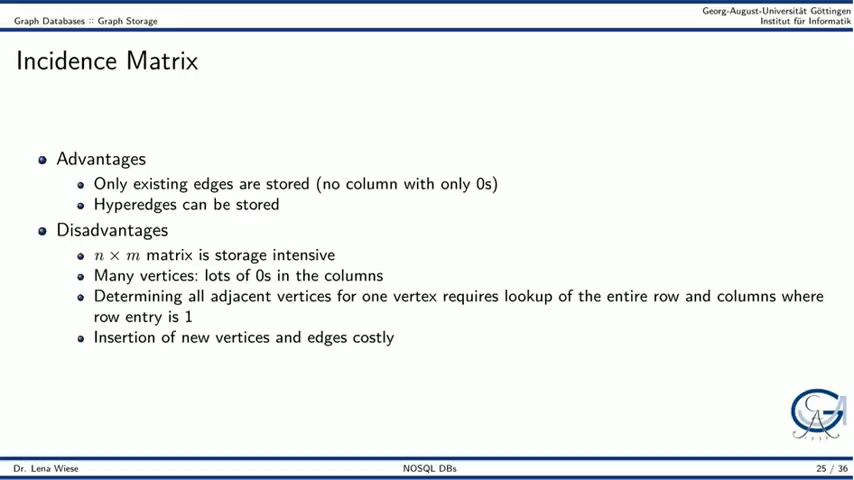 Graph Databases :: Graph Storage
Georg-August-Universität Göttingen
Institut für Informatik
Incidence Matrix
Advantages
Only existing edges are stored (no column with only 0s)
Hyperedges can be stored
Disadvantages
n × m matrix is storage intensive
Many vertices: lots of 0s in the columns
Determining all adjacent vertices for one vertex requires lookup of the entire row and columns where
row entry is 1
Insertion of new vertices and edges costly
Dr. Lena Wiese
NOSQL DBs
25 / 36